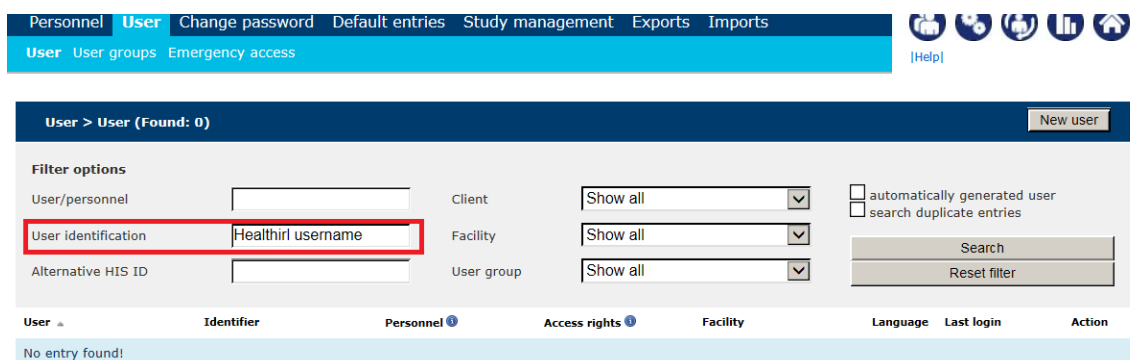 Personnel User Change password Default entries Study management Exports Imports
User User groups Emergency access
|Help|
User > User (Found: 0)
New user
Filter options
User/personnel Client Show all automatically generated user
search duplicate entries
User identification Healthirl username Facility Show all Search
Alternative HIS ID User group Show all Reset filter
User Identifier Personnel Access rights Facility Language Last login Action
No entry found!